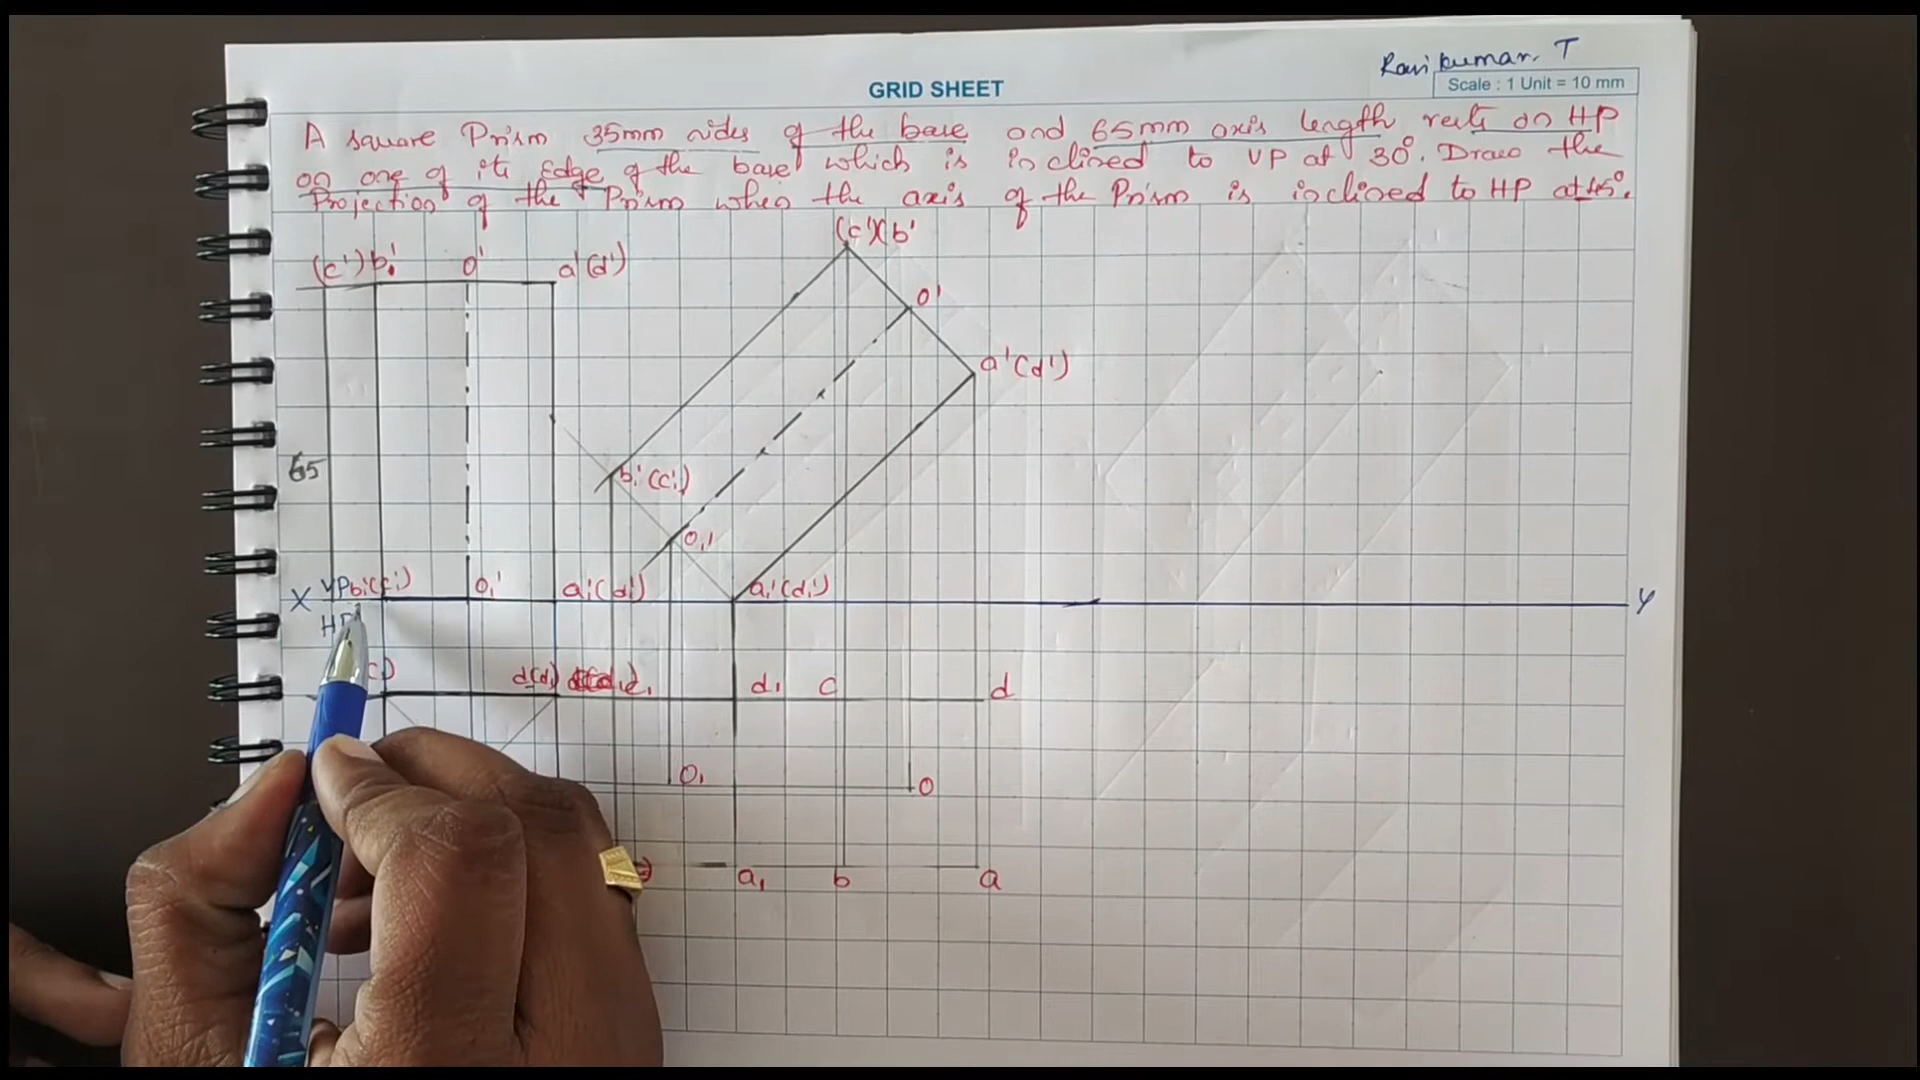 Ravikumar. T
GRID SHEET
Scale : 1 Unit = 10 mm
A square Prism 35mm sides of the base and 65mm axis length rests on HP
on one of its Edge of the base which is inclined to VP at 30°. Draw the
Projection of the Prism when the axis of the Prism is inclined to HP at 45°.
(c')(b'
(c') b' o' a'(d')
o'
a'(d')
65
b₁'(c₁')
o₁'
X VP b₁'(c₁') o₁' a₁'(d₁') a₁'(d₁') Y
HP
d(d₁) c₁ d₁ c d
o₁ o
a₁ b a